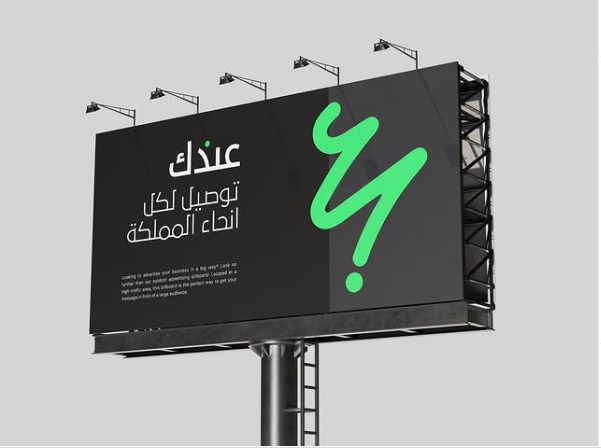 عندك
توصيل لكل
انحاء المملكة
Looking to advertise your business in a big way? Look no
further than our outdoor advertising billboard! Located in a
high-traffic area, this billboard is the perfect way to get your
message in front of a large audience.